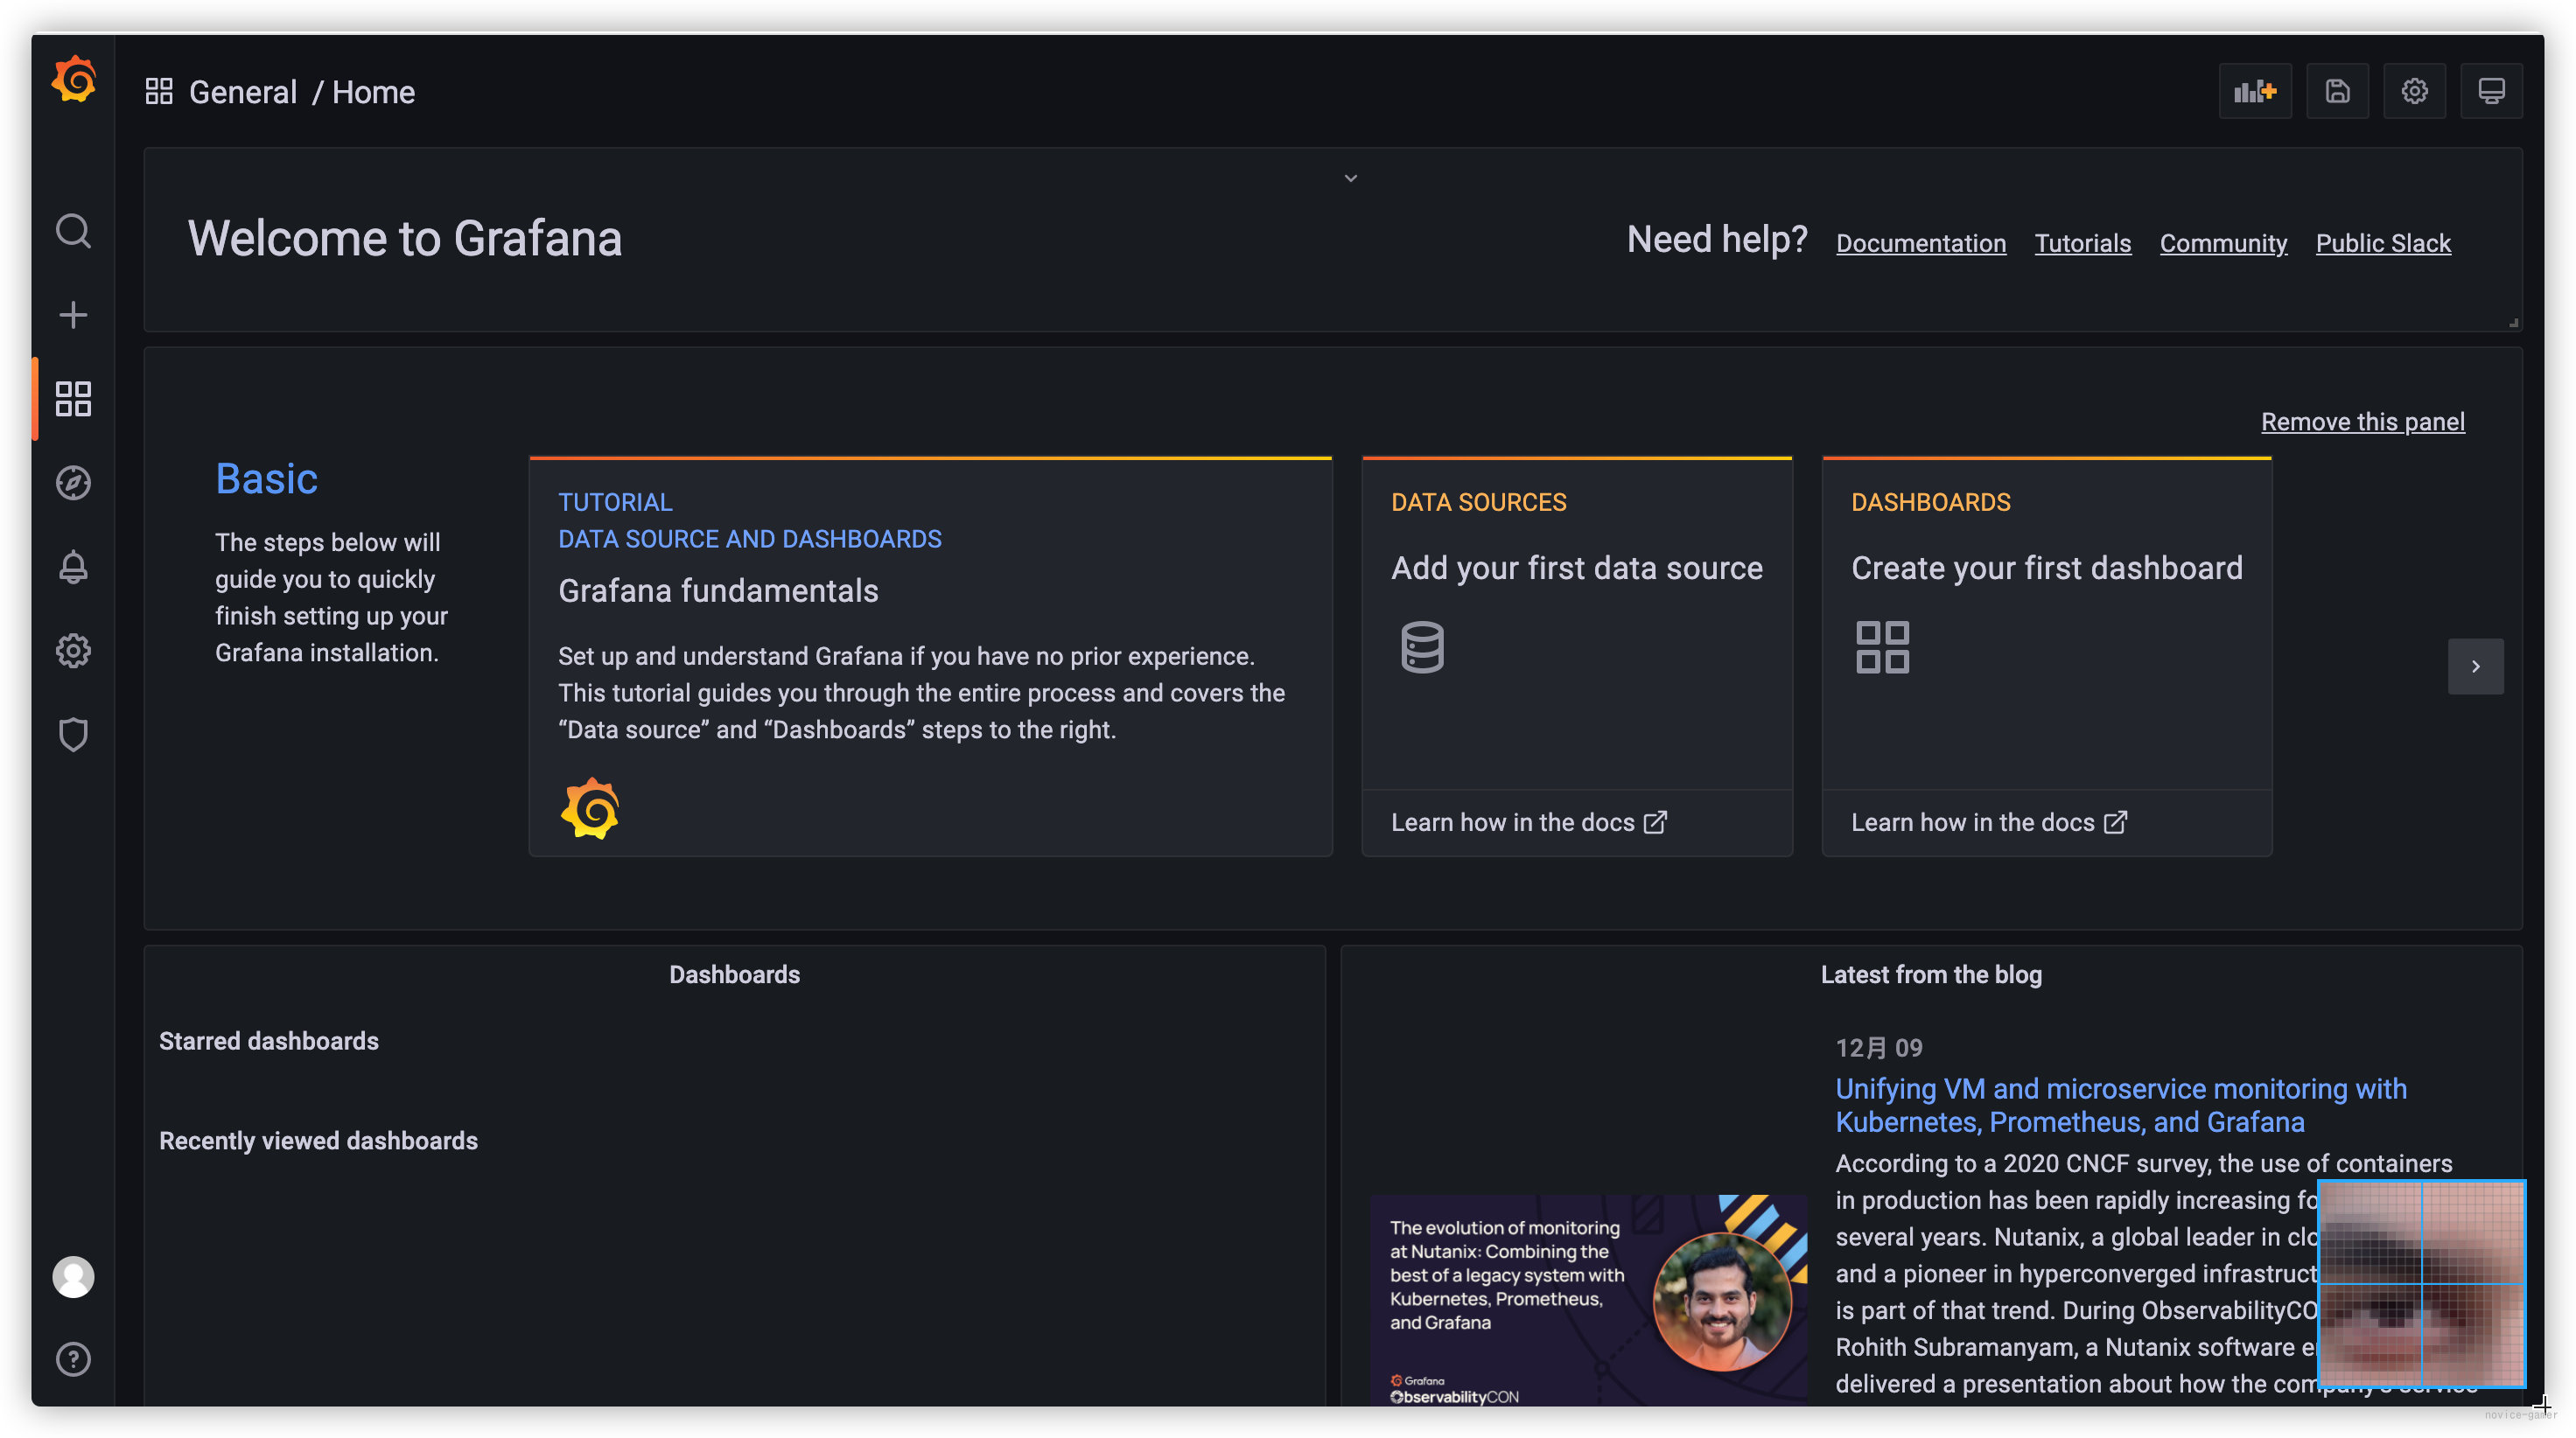 General / Home
Welcome to Grafana
Need help? Documentation Tutorials Community Public Slack
Remove this panel
Basic
The steps below will
guide you to quickly
finish setting up your
Grafana installation.
TUTORIAL
DATA SOURCE AND DASHBOARDS
Grafana fundamentals
Set up and understand Grafana if you have no prior experience.
This tutorial guides you through the entire process and covers the
“Data source” and “Dashboards” steps to the right.
DATA SOURCES
Add your first data source
Learn how in the docs
DASHBOARDS
Create your first dashboard
Learn how in the docs
Dashboards
Starred dashboards
Recently viewed dashboards
Latest from the blog
12月 09
Unifying VM and microservice monitoring with
Kubernetes, Prometheus, and Grafana
According to a 2020 CNCF survey, the use of containers
in production has been rapidly increasing fo
several years. Nutanix, a global leader in clo
and a pioneer in hyperconverged infrastruct
is part of that trend. During ObservabilityCO
Rohith Subramanyam, a Nutanix software e
delivered a presentation about how the company's service
The evolution of monitoring
at Nutanix: Combining the
best of a legacy system with
Kubernetes, Prometheus,
and Grafana
Grafana
ObservabilityCON
novice-gamer